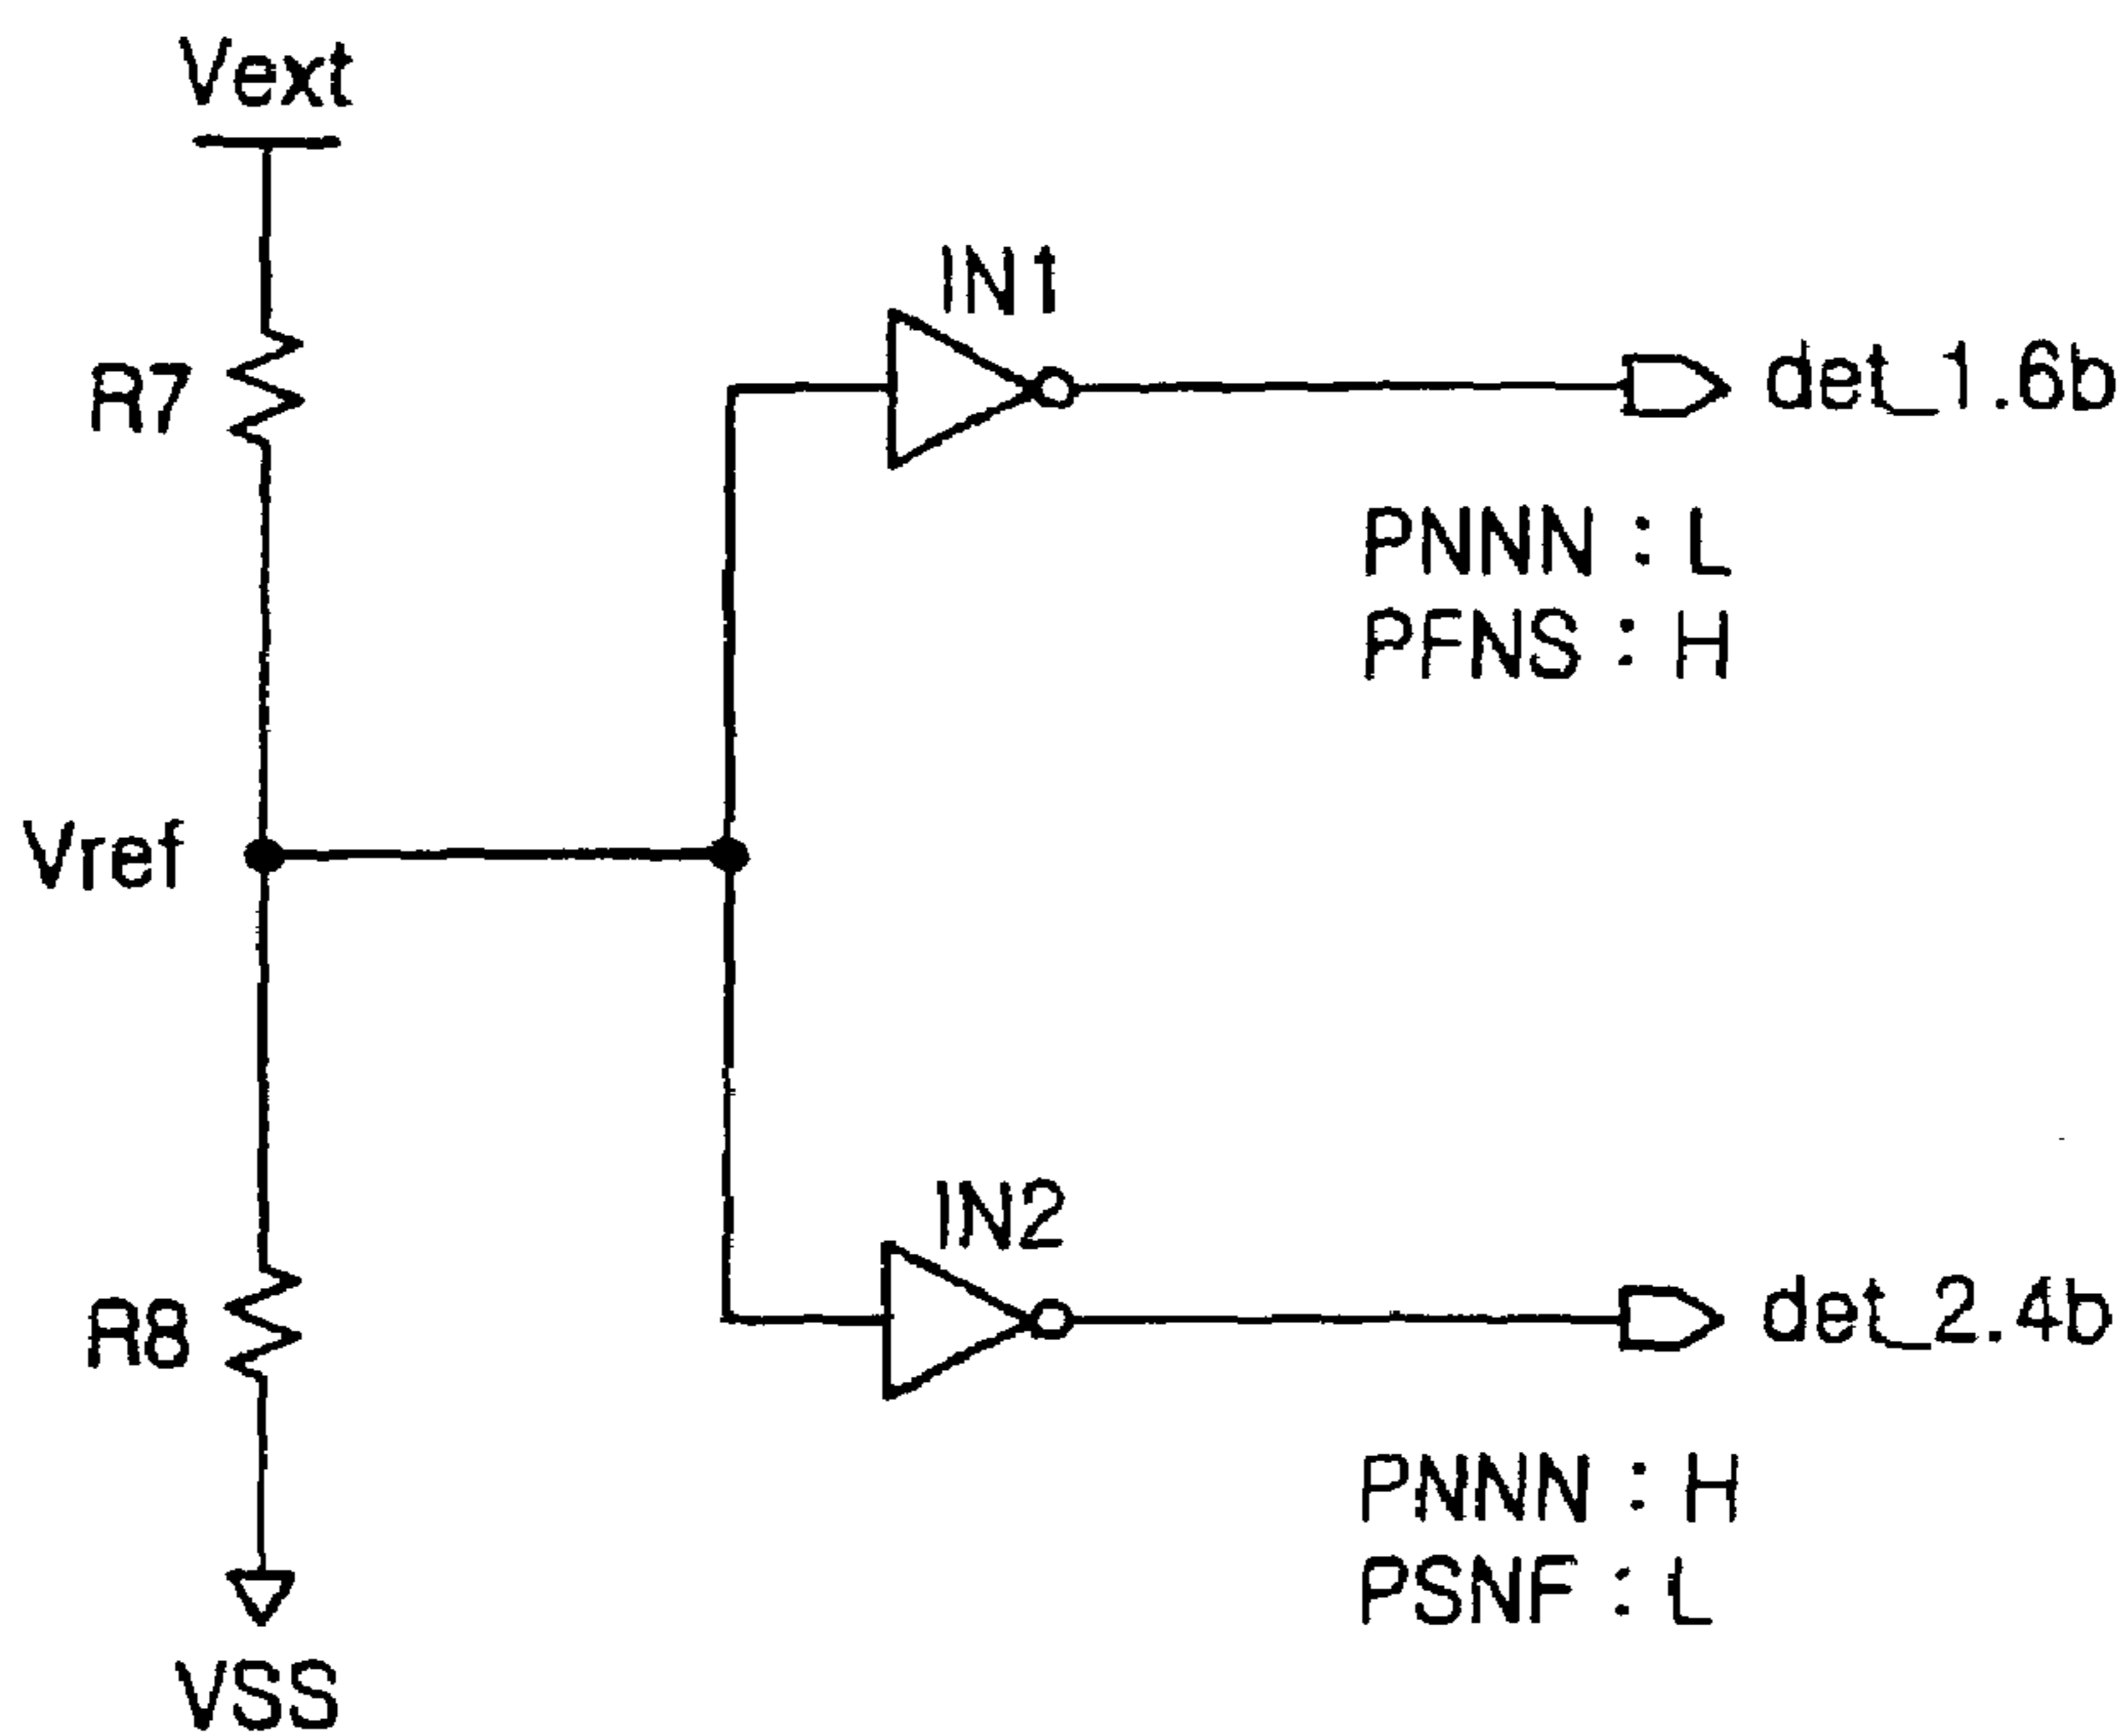 Vext
IN1
R7
det_1.6b
PNNN : L
PFNS : H
Vref
IN2
R8
det_2.4b
PNNN : H
PSNF : L
VSS